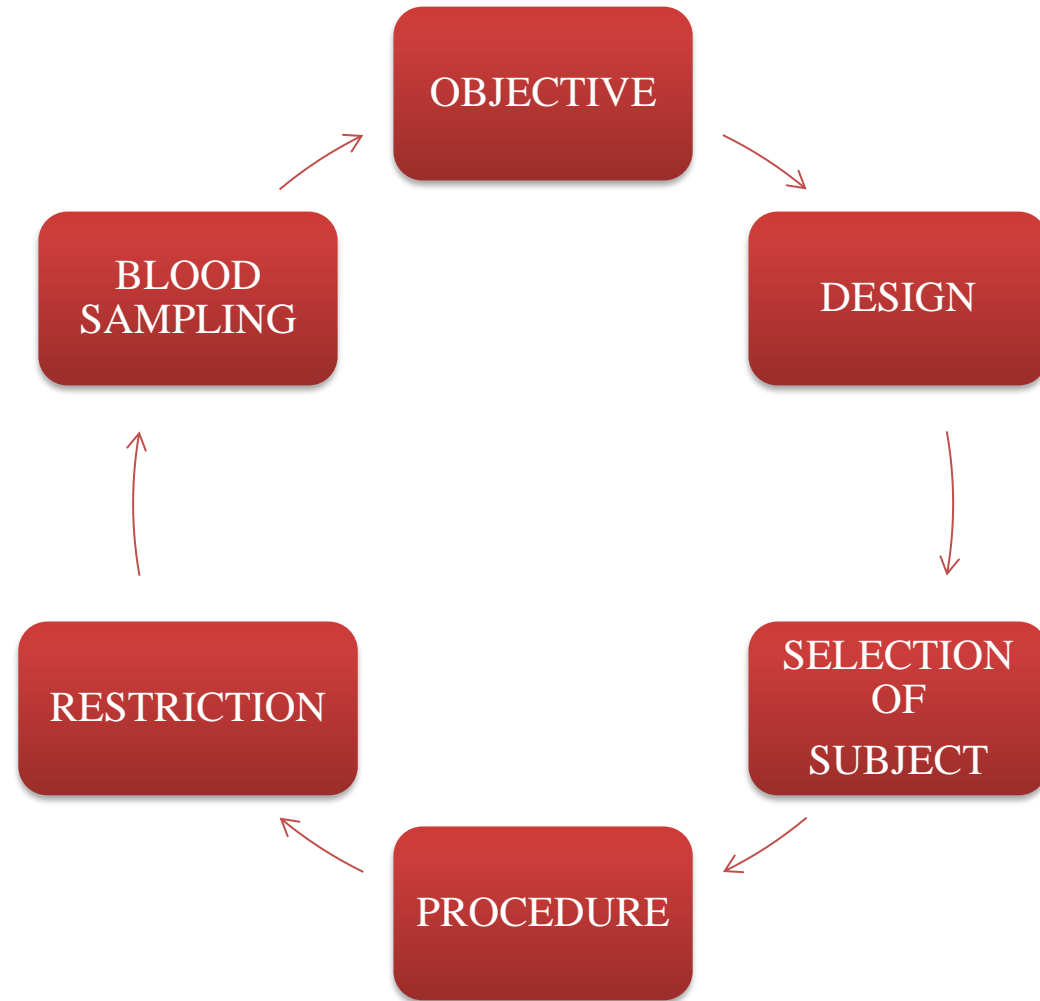 OBJECTIVE
DESIGN
SELECTION
OF
SUBJECT
PROCEDURE
RESTRICTION
BLOOD
SAMPLING